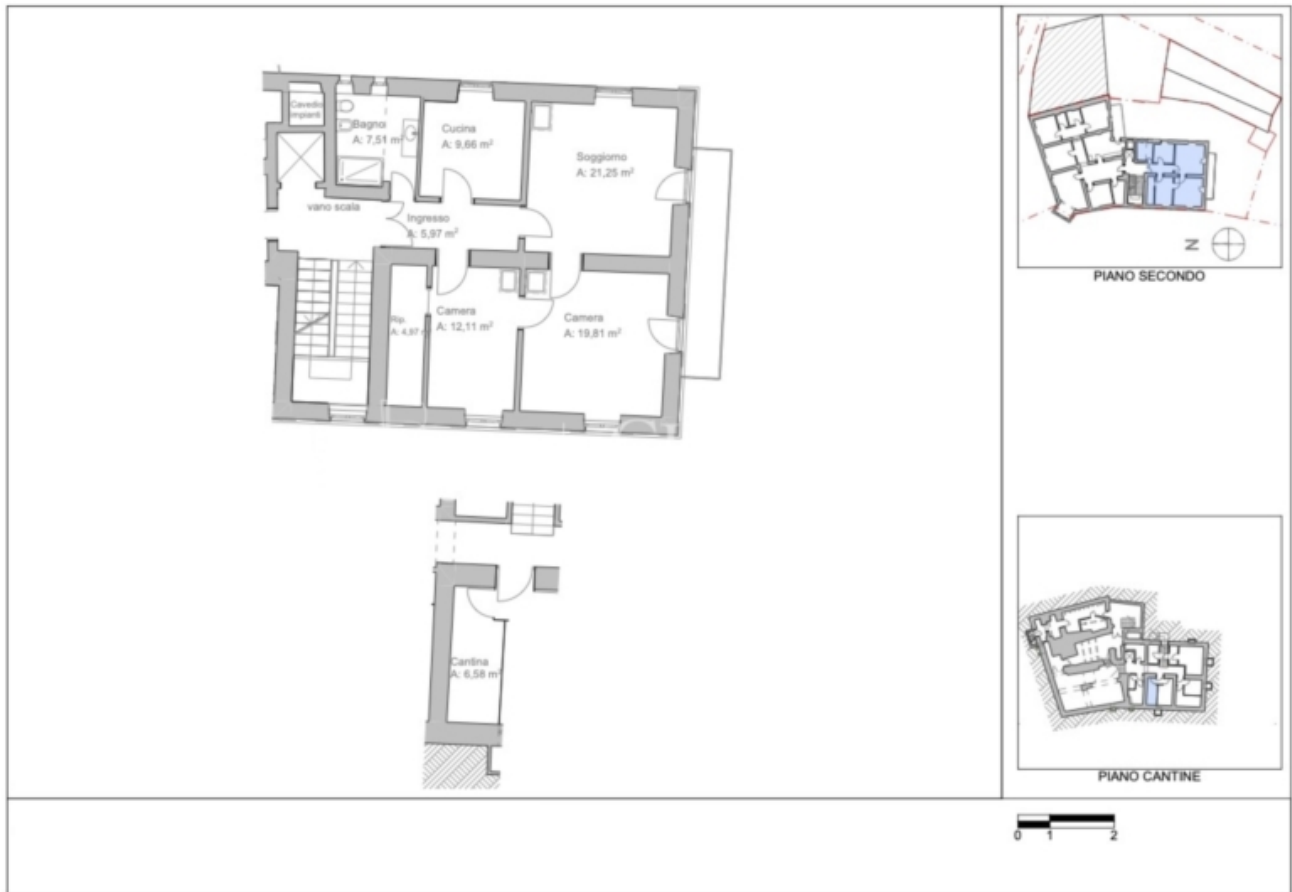 Cavedio
impianti
Bagno
A: 7,51 m²
Cucina
A: 9,66 m²
Soggiorno
A: 21,25 m²
vano scala
Ingresso
A: 5,97 m²
Rip.
A: 4,97 m²
Camera
A: 12,11 m²
Camera
A: 19,81 m²
Cantina
A: 6,58 m²
N
PIANO SECONDO
PIANO CANTINE
0 1 2